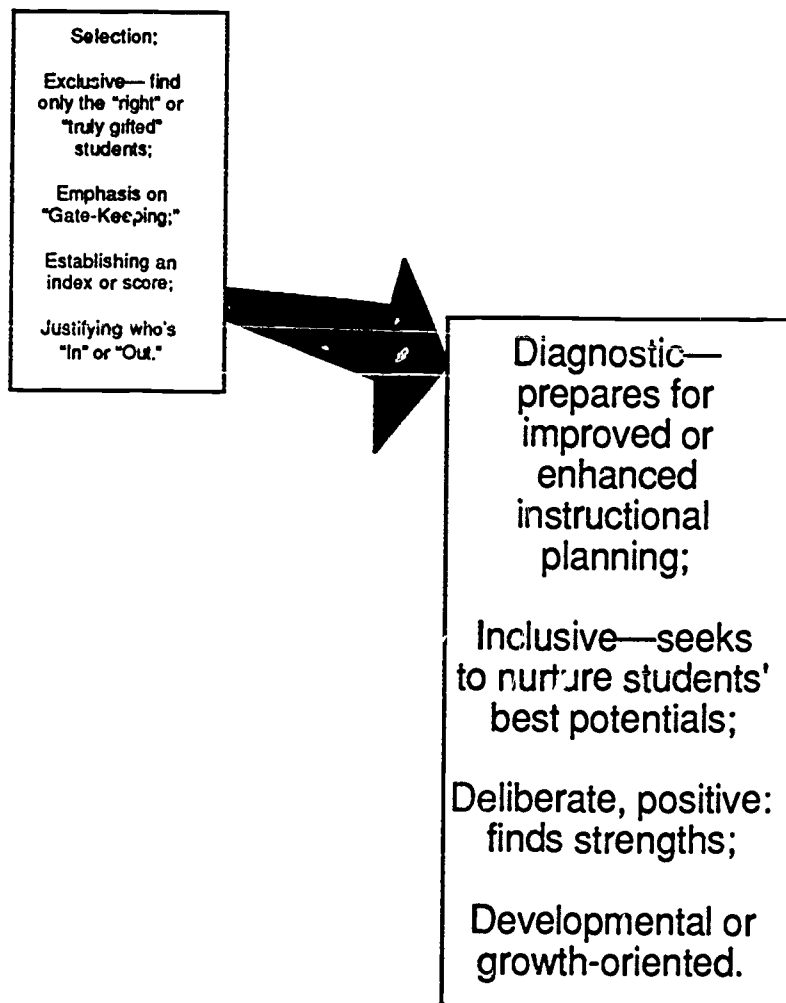 Selection;
Exclusive— find
only the "right" or
"truly gifted"
students;
Emphasis on
"Gate-Keeping;"
Establishing an
index or score;
Justifying who's
"In" or "Out."
Diagnostic—
prepares for
improved or
enhanced
instructional
planning;
Inclusive—seeks
to nurture students'
best potentials;
Deliberate, positive:
finds strengths;
Developmental or
growth-oriented.